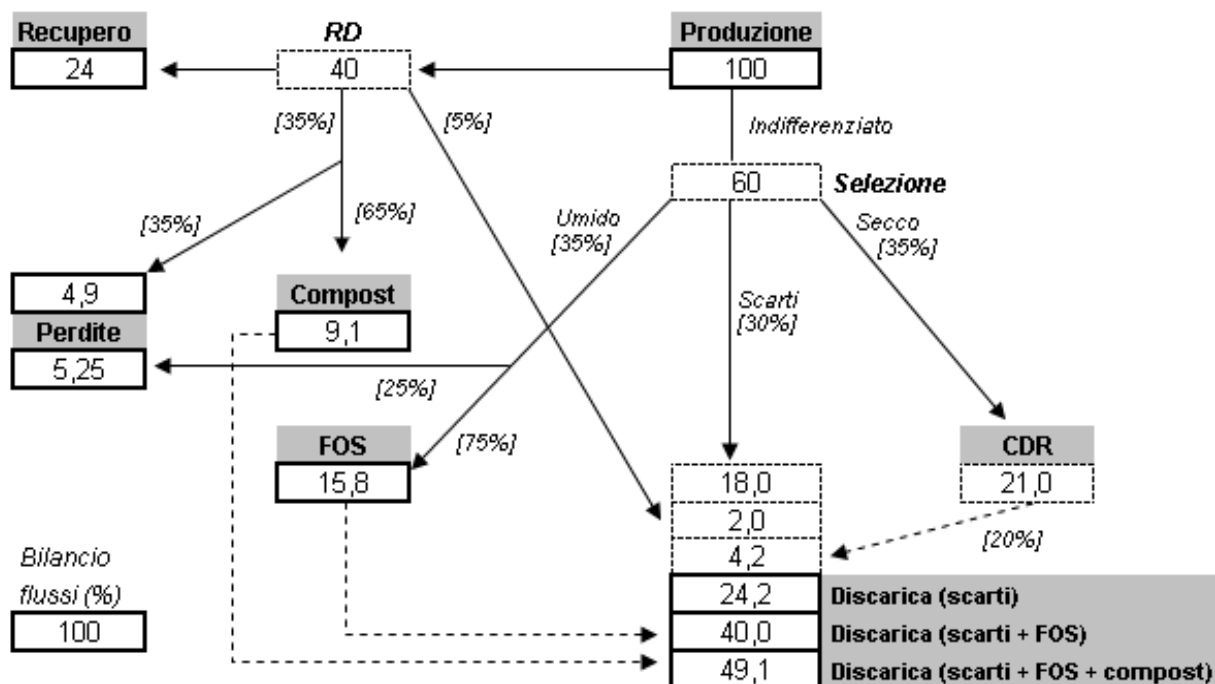 Recupero
RD
Produzione
24
40
100
[35%]
[5%]
Indifferenziato
60
Selezione
[35%]
[65%]
Umido
[35%]
Secco
[35%]
4,9
Perdite
5,25
Compost
9,1
Scarti
[30%]
[25%]
[75%]
FOS
15,8
CDR
21,0
18,0
2,0
4,2
[20%]
Bilancio
flussi (%)
100
24,2 Discarica (scarti)
40,0 Discarica (scarti + FOS)
49,1 Discarica (scarti + FOS + compost)